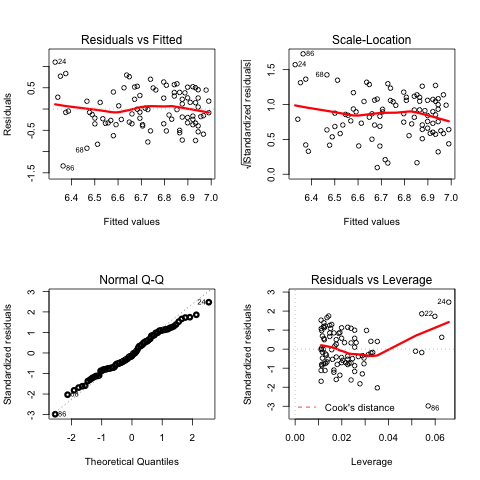 Residuals vs Fitted
Residuals
0.5
-0.5
-1.5
24
68
86
6.4 6.5 6.6 6.7 6.8 6.9 7.0
Fitted values
Scale-Location
√|Standardized residuals|
1.5
1.0
0.5
0.0
86
24
68
6.4 6.5 6.6 6.7 6.8 6.9 7.0
Fitted values
Normal Q-Q
Standardized residuals
3
2
1
0
-1
-2
-3
24
68
86
-2 -1 0 1 2
Theoretical Quantiles
Residuals vs Leverage
Standardized residuals
3
2
1
0
-1
-2
-3
24
22
86
Cook's distance
0.00 0.02 0.04 0.06
Leverage